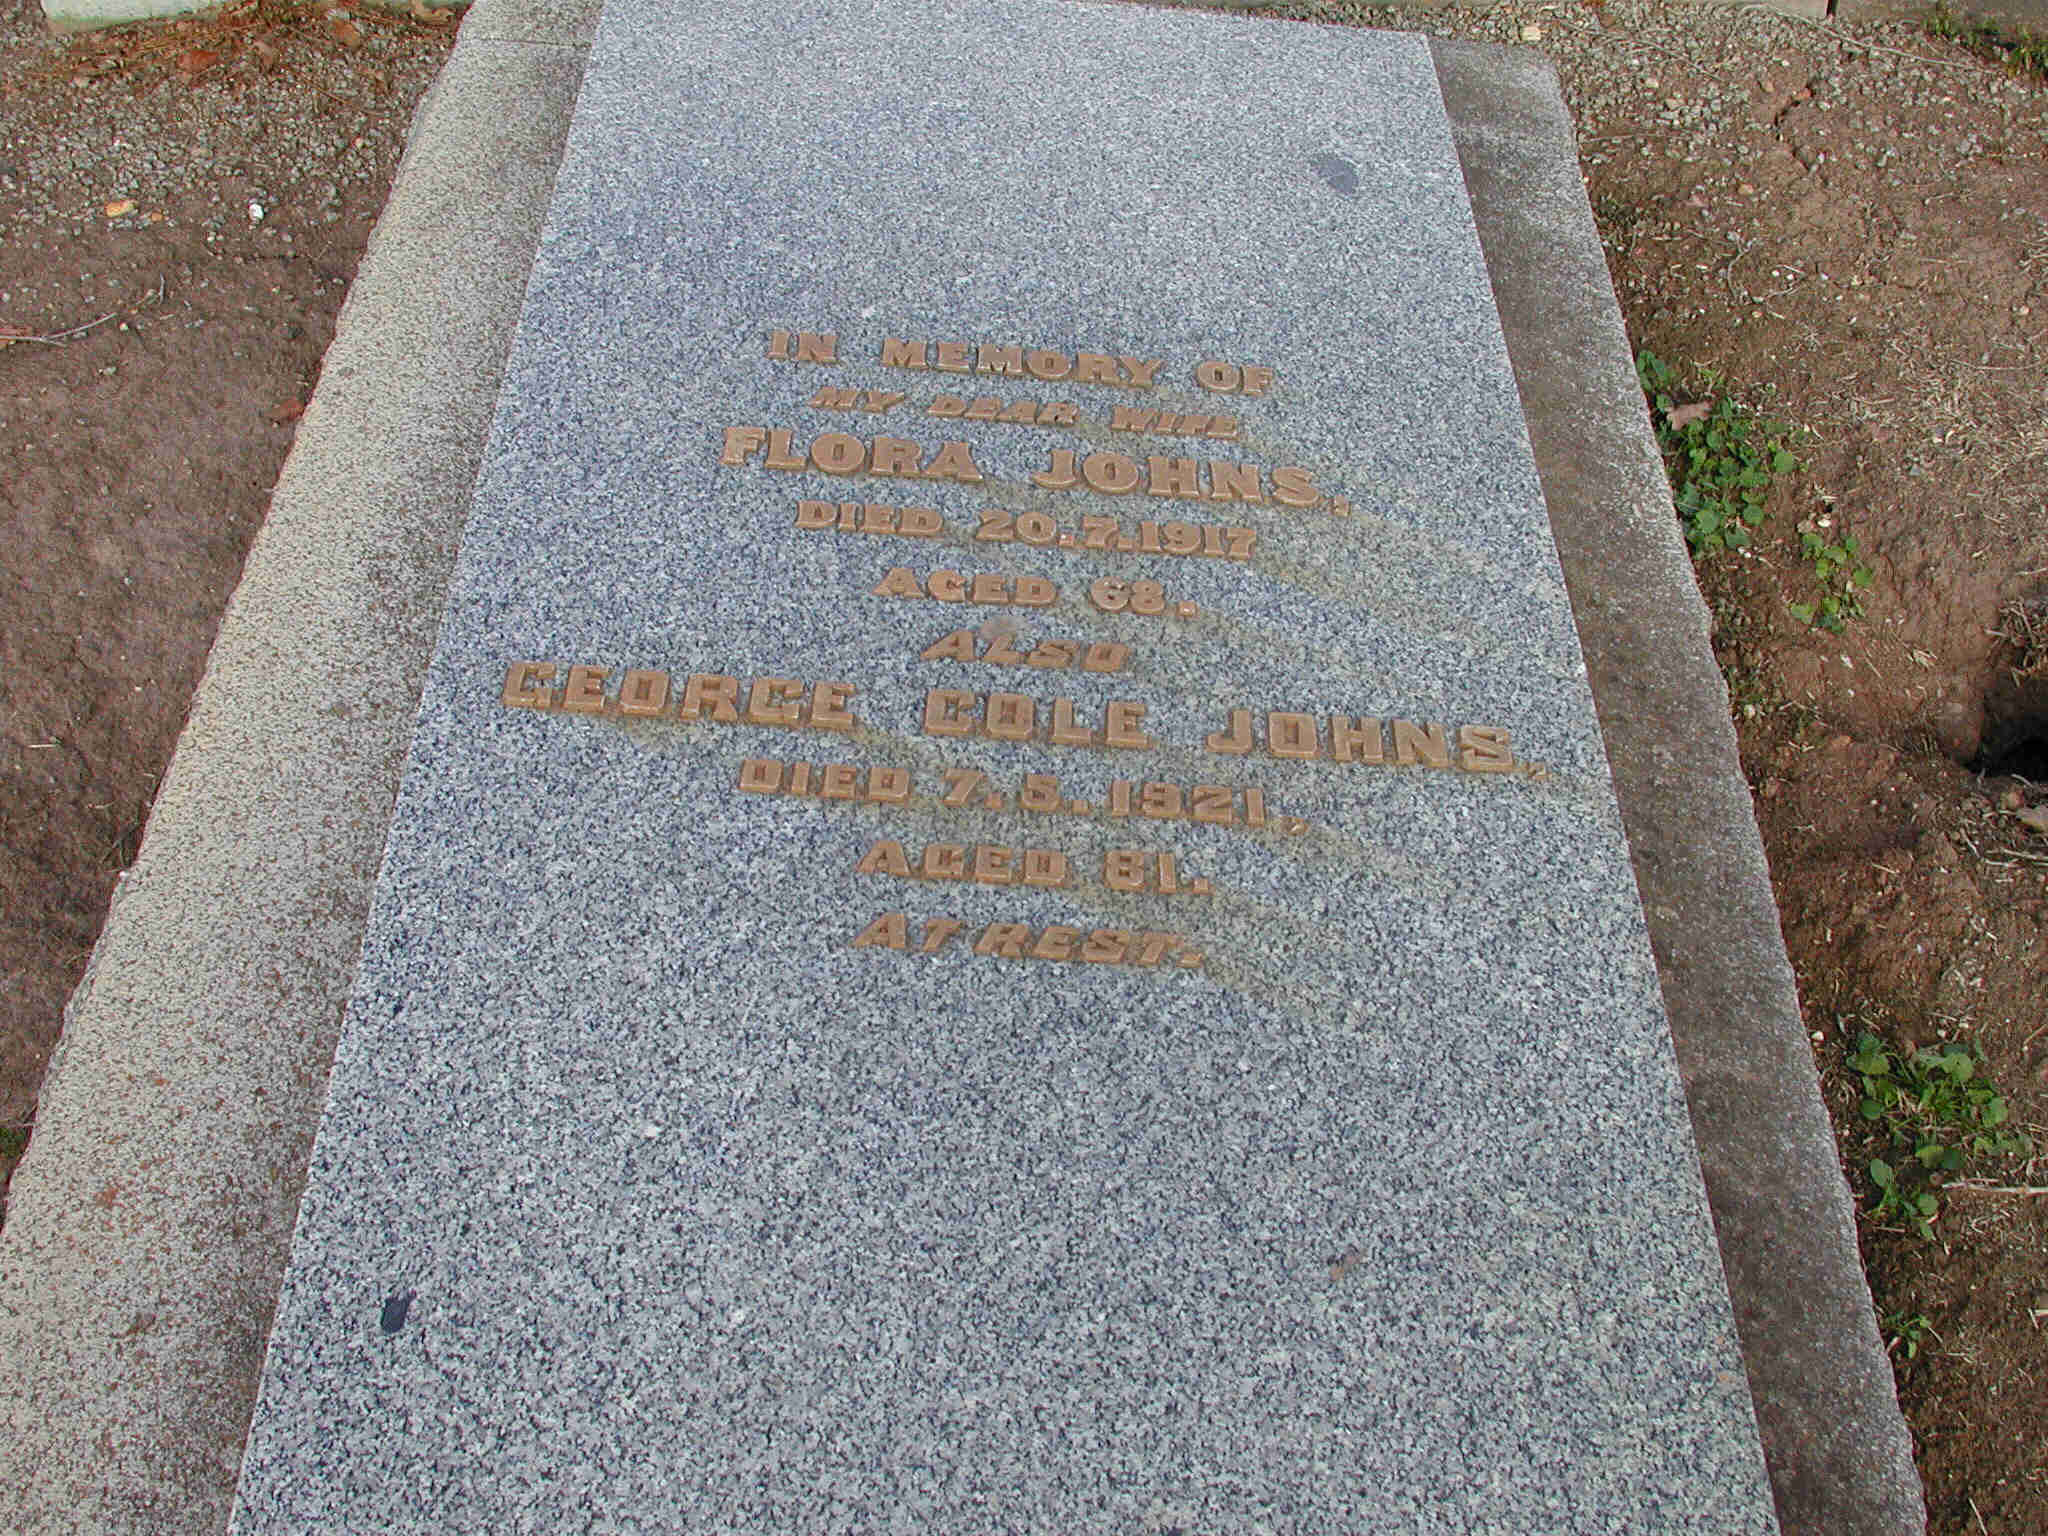 IN MEMORY OF
MY DEAR WIFE
FLORA JOHNS,
DIED 20.7.1917
AGED 68.
ALSO
GEORGE COLE JOHNS,
DIED 7.5.1921,
AGED 81.
AT REST.